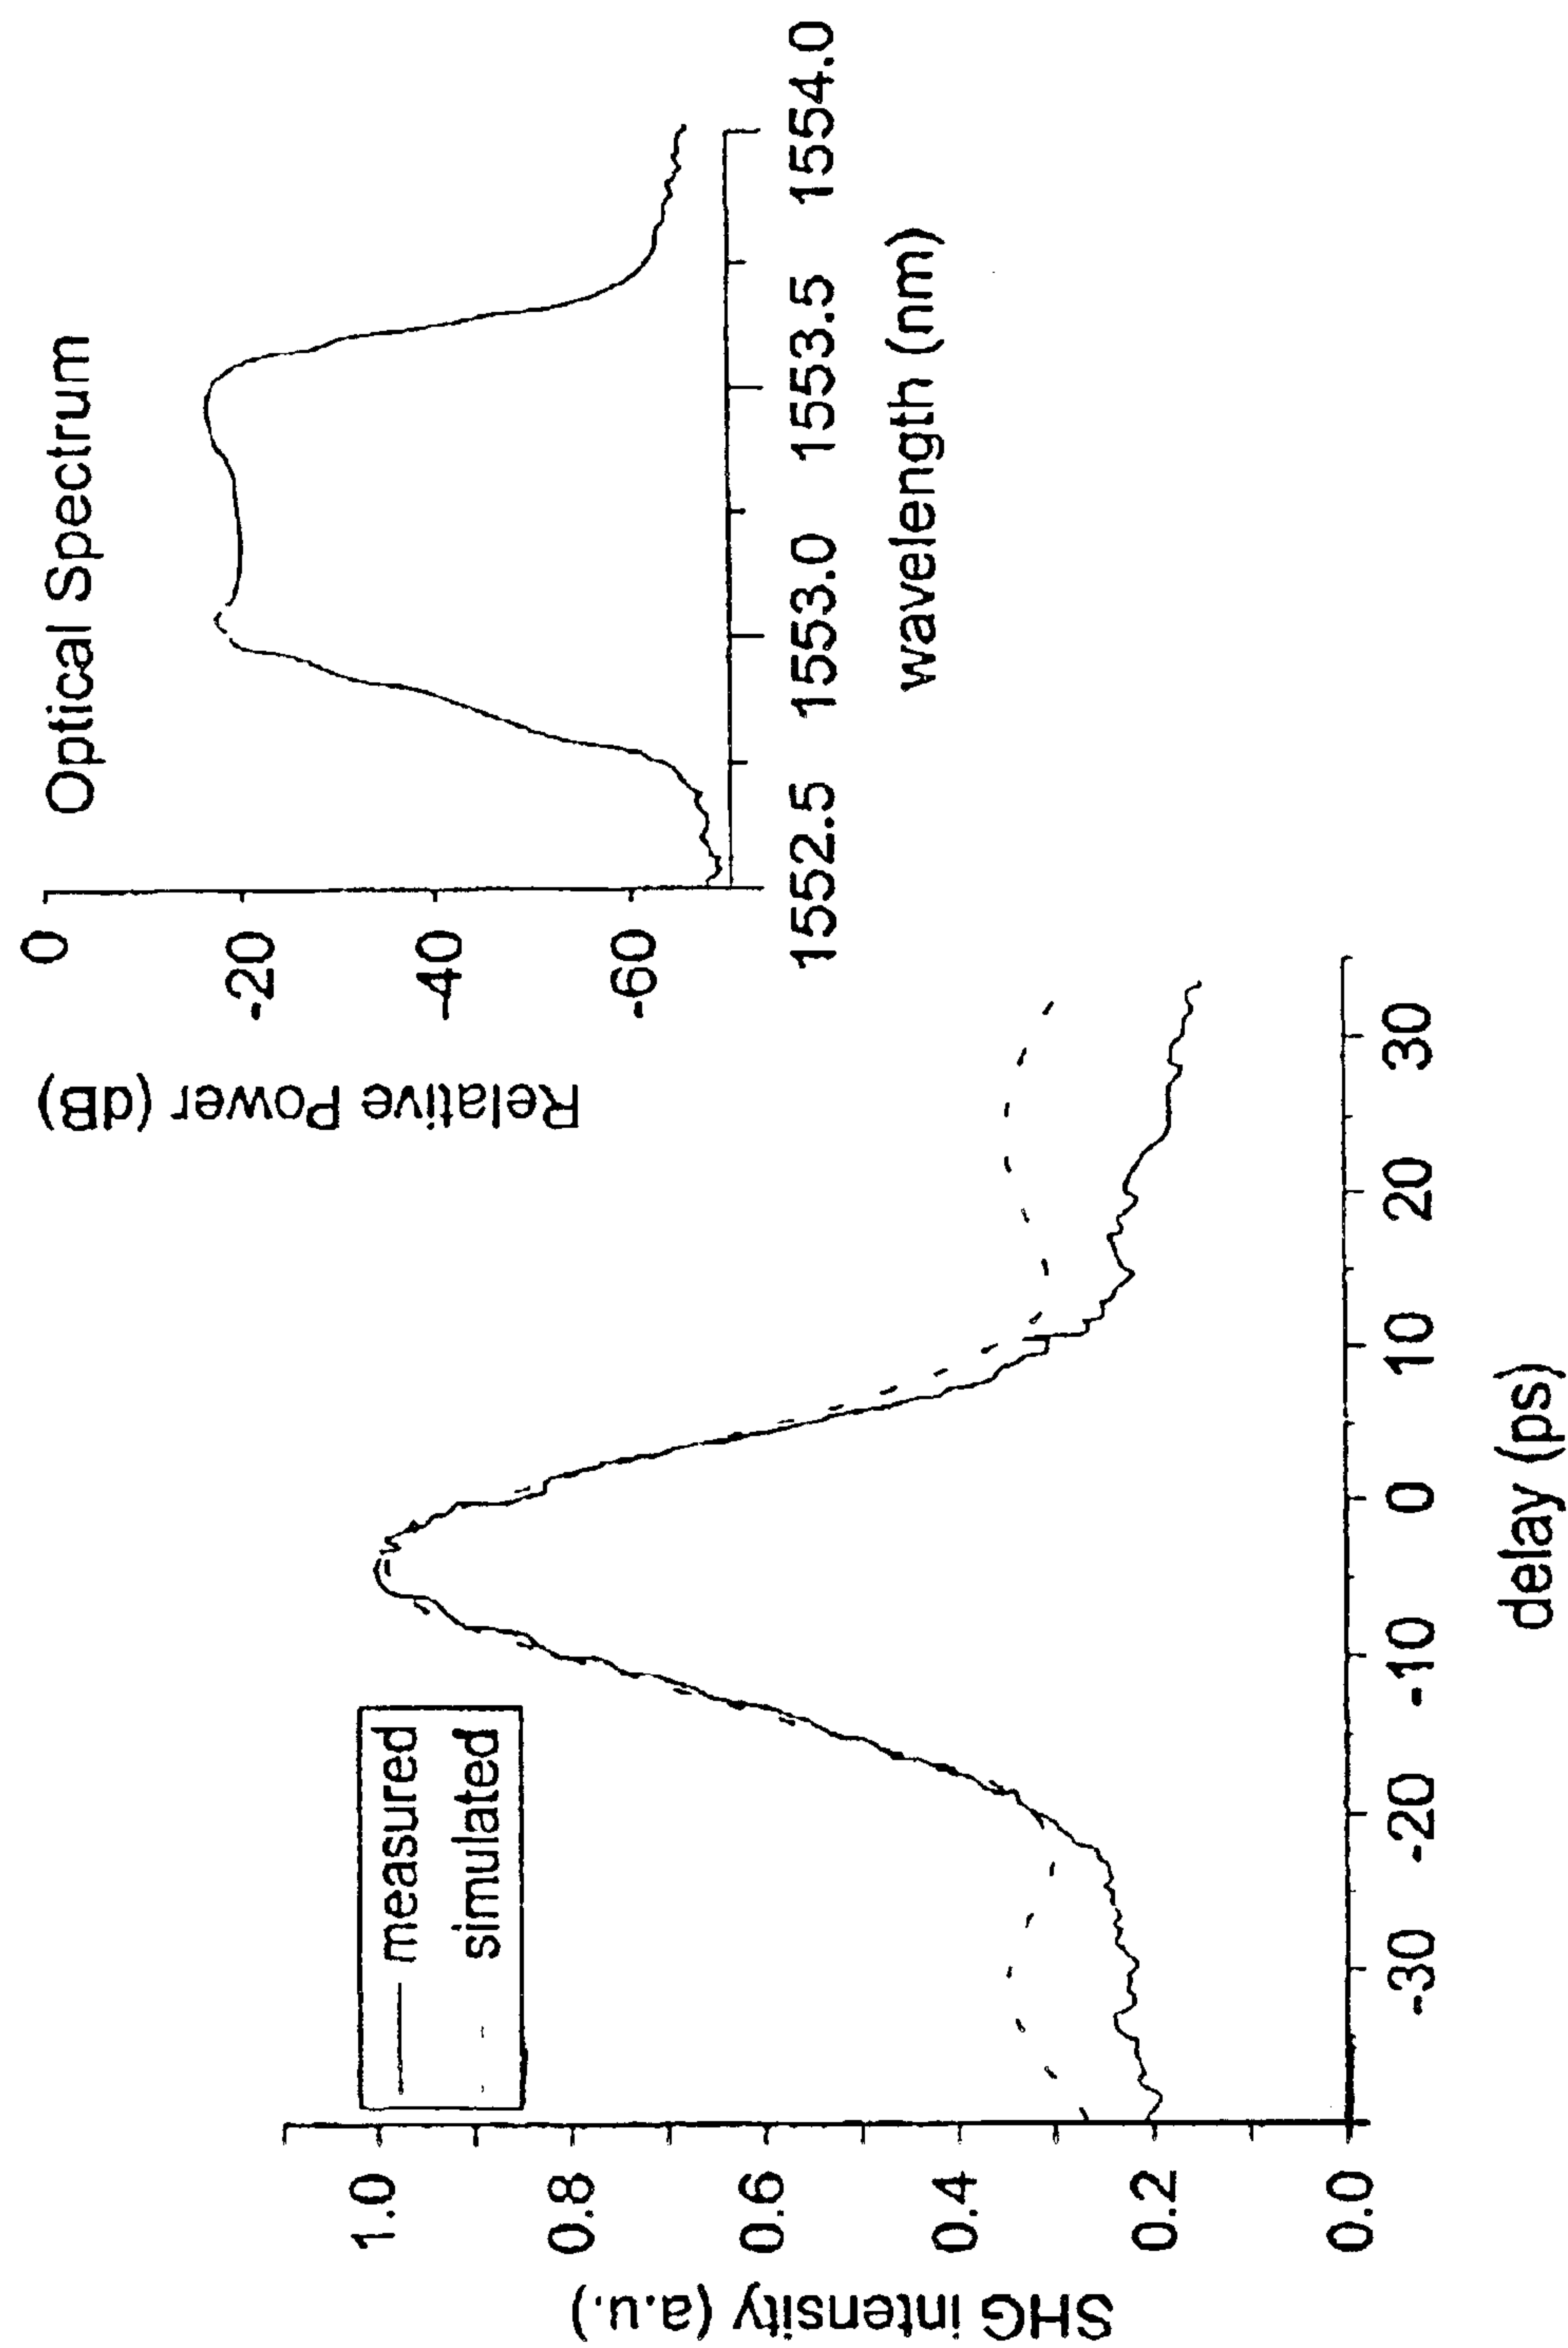 Optical Spectrum
0
-20
-40
-60
Relative Power (dB)
1552.5 1553.0 1553.5 1554.0
wavelength (nm)
measured
simulated
1.0
0.8
0.6
0.4
0.2
0.0
SHG intensity (a.u.)
-30 -20 -10 0 10 20 30
delay (ps)